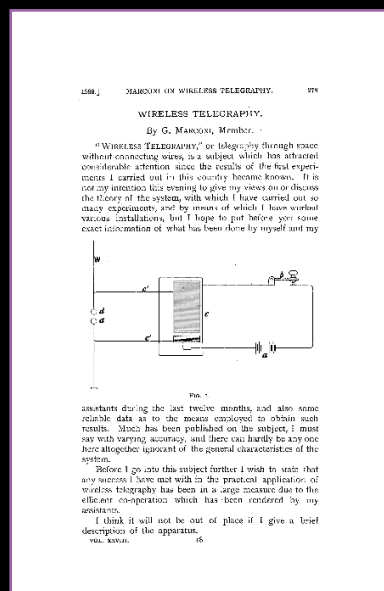 1899.] MARCONI ON WIRELESS TELEGRAPHY. 273
WIRELESS TELEGRAPHY.
By G. MARCONI, Member.
"WIRELESS TELEGRAPHY," or telegraphy through space
without connecting wires, is a subject which has attracted
considerable attention since the results of the first experi-
ments I carried out in this country became known. It is
not my intention this evening to give my views on or discuss
the theory of the system, with which I have carried out so
many experiments, and by means of which I have worked
various installations, but I hope to put before you some
exact information of what has been done by myself and my
W
c'
b
d
d
c
c'
a
FIG. 1
assistants during the last twelve months, and also some
reliable data as to the means employed to obtain such
results. Much has been published on the subject, I must
say with varying accuracy, and there can hardly be any one
here altogether ignorant of the general characteristics of the
system.
Before I go into this subject further I wish to state that
any success I have met with in the practical application of
wireless telegraphy has been in a large measure due to the
efficient co-operation which has been rendered by my
assistants.
I think it will not be out of place if I give a brief
description of the apparatus.
VOL. XXVIII. 18